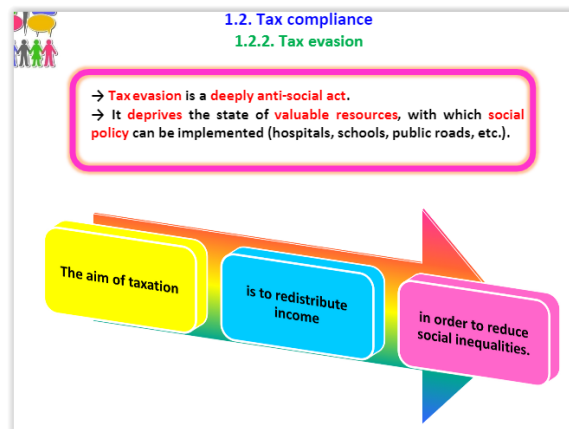 1.2. Tax compliance
1.2.2. Tax evasion
→ Tax evasion is a deeply anti-social act.
→ It deprives the state of valuable resources, with which social
policy can be implemented (hospitals, schools, public roads, etc.).
The aim of taxation
is to redistribute
income
in order to reduce
social inequalities.